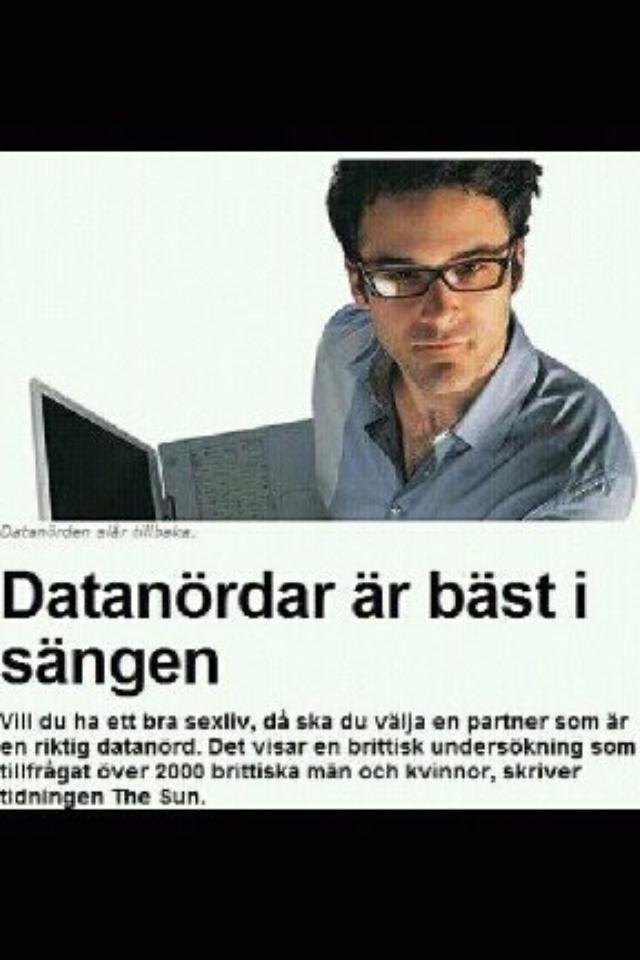 Datanörden slår tillbaka.
Datanördar är bäst i
sängen
Vill du ha ett bra sexliv, då ska du välja en partner som är
en riktig datanörd. Det visar en brittisk undersökning som
tillfrågat över 2000 brittiska män och kvinnor, skriver
tidningen The Sun.